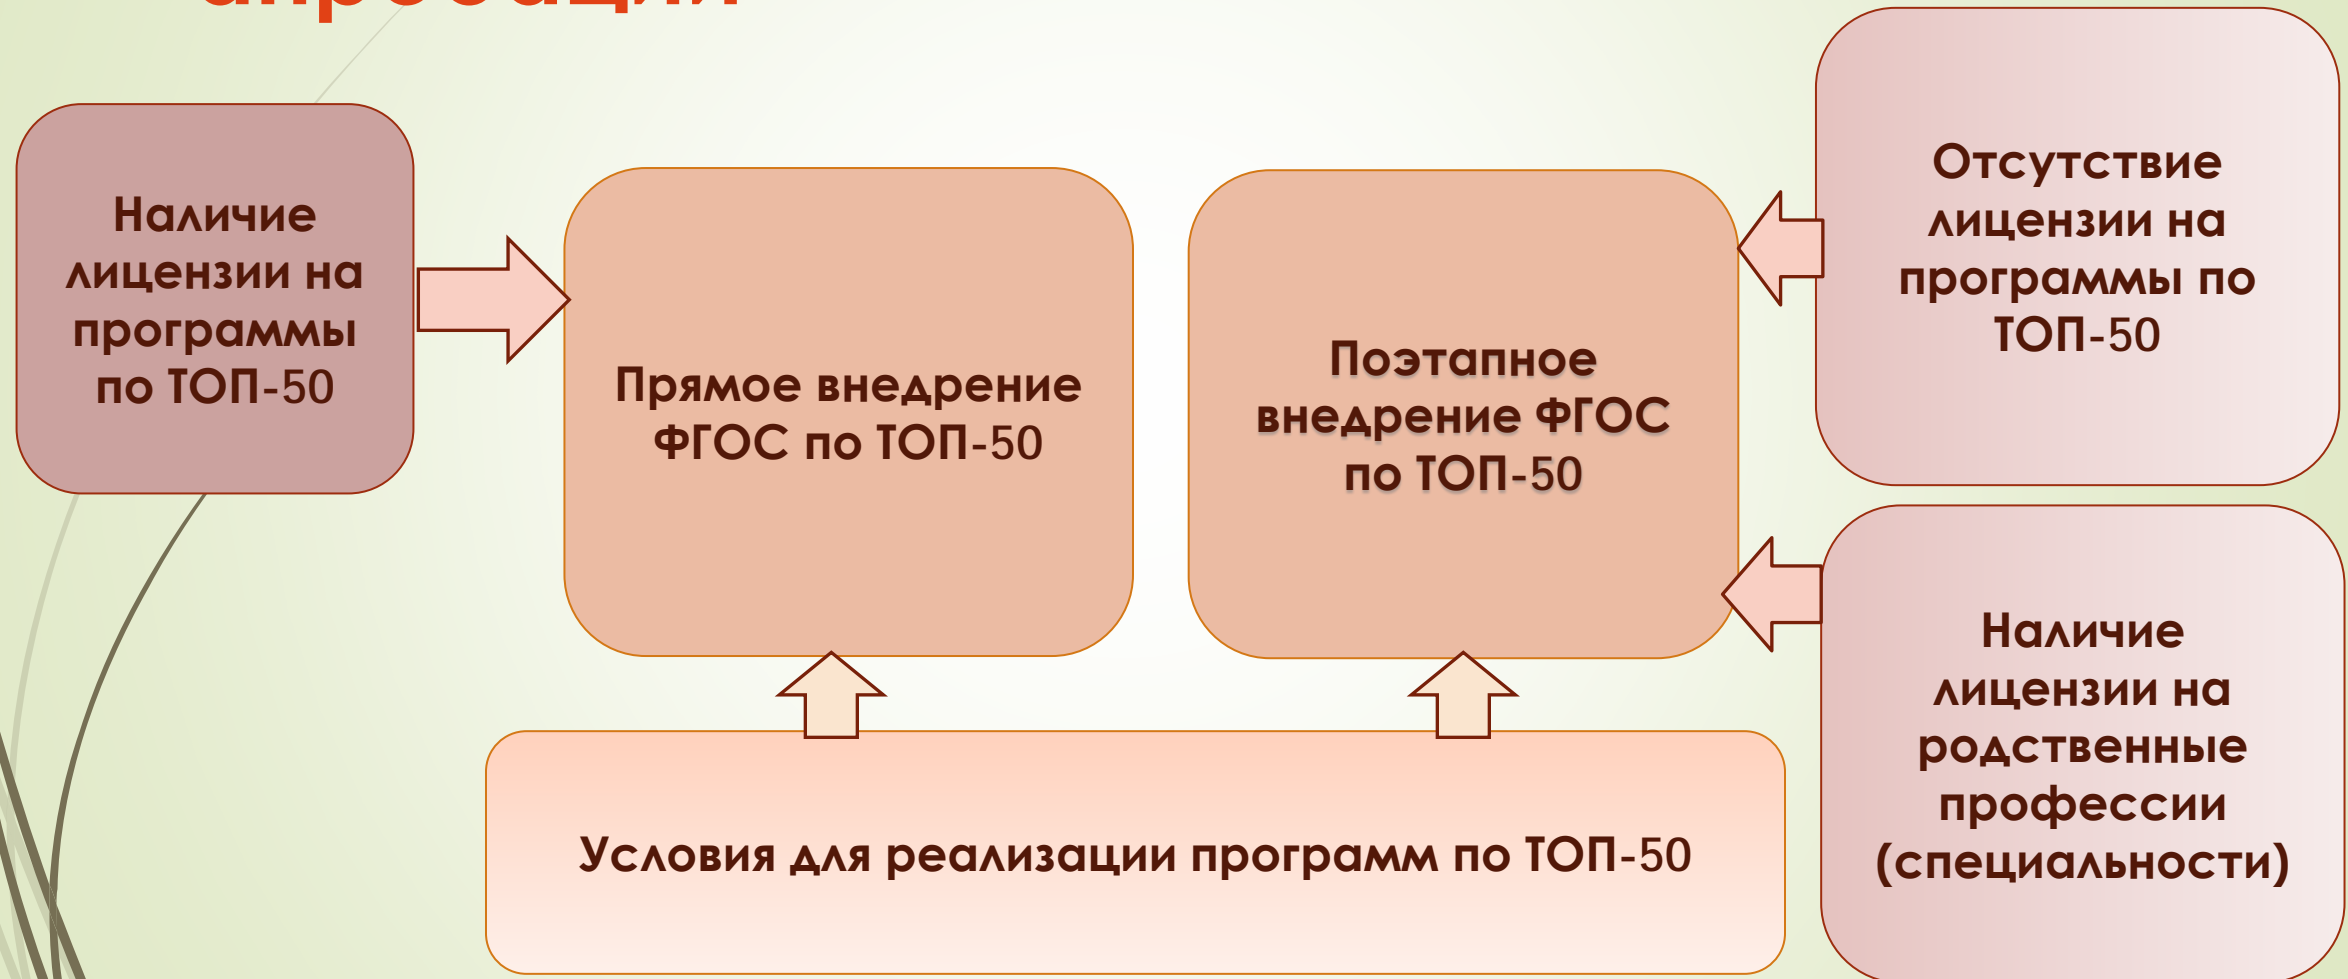 Наличие
лицензии на
программы
по ТОП-50
Прямое внедрение
ФГОС по ТОП-50
Поэтапное
внедрение ФГОС
по ТОП-50
Отсутствие
лицензии на
программы по
ТОП-50
Наличие
лицензии на
родственные
профессии
(специальности)
Условия для реализации программ по ТОП-50